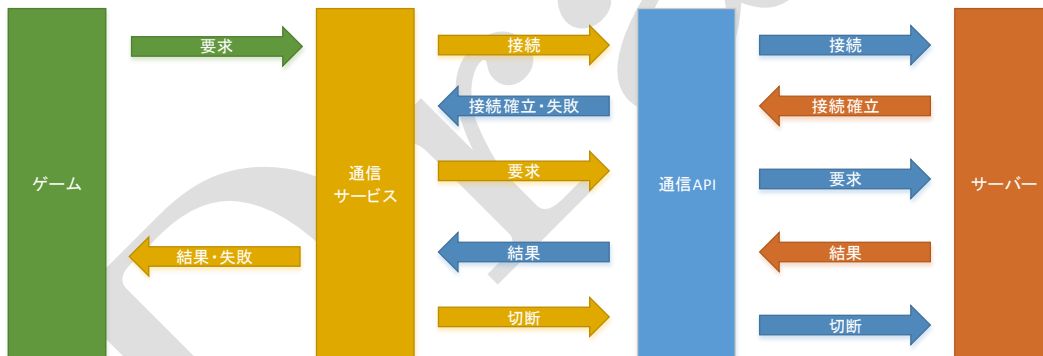 要求
接続
接続
接続確立・失敗
接続確立
ゲーム
通信
サービス
要求
通信API
要求
サーバー
結果・失敗
結果
結果
切断
切断